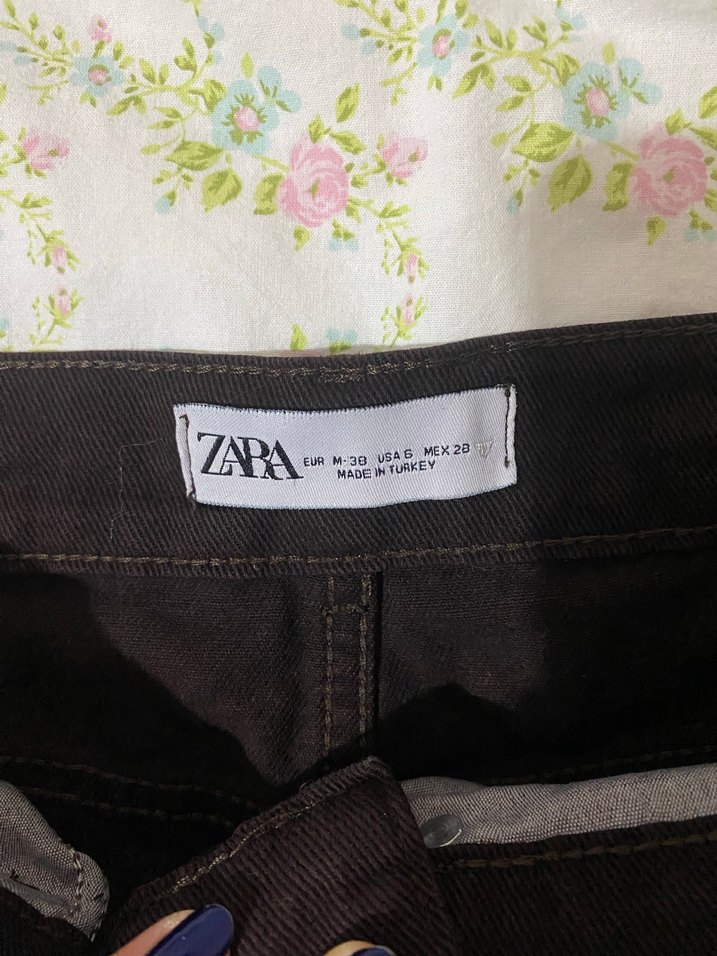 ZARA EUR M-38 USA 6 MEX 28
MADE IN TURKEY